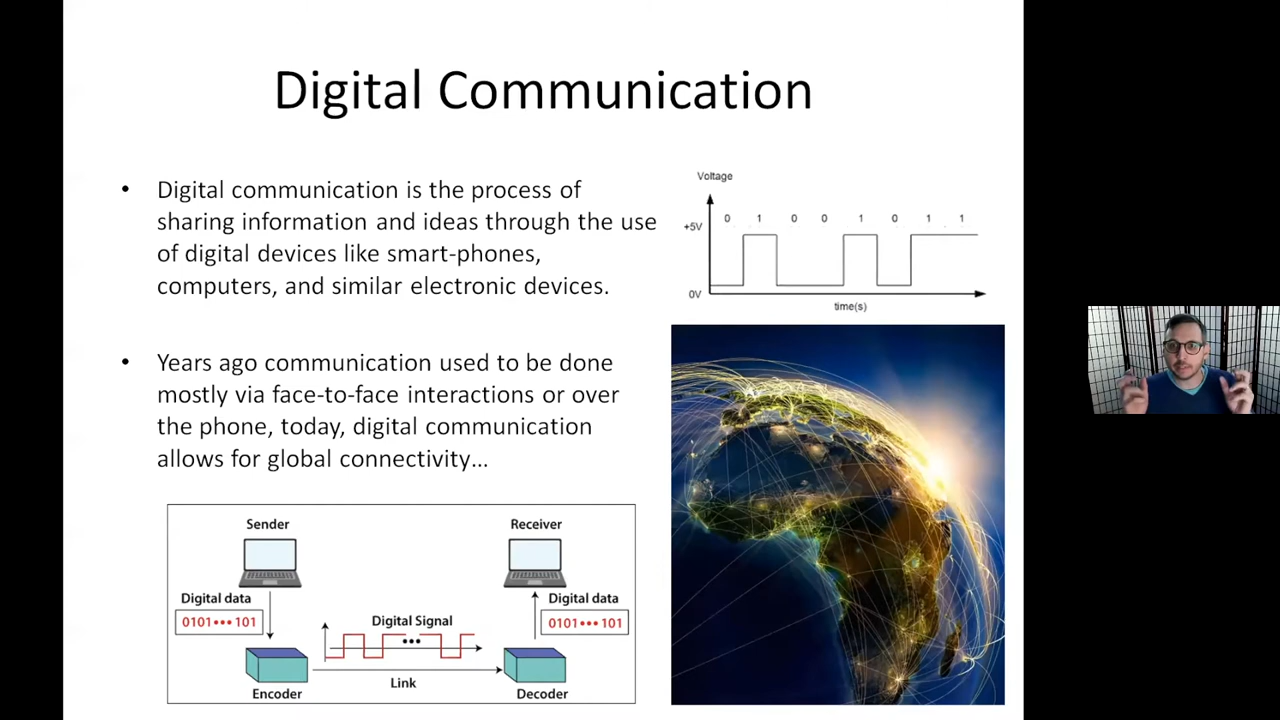 Digital Communication
• Digital communication is the process of
sharing information and ideas through the use
of digital devices like smart-phones,
computers, and similar electronic devices.
• Years ago communication used to be done
mostly via face-to-face interactions or over
the phone, today, digital communication
allows for global connectivity...
Voltage
+5V
0 1 0 0 1 0 1 1
0V
time(s)
Sender
Receiver
Digital data
0101•••101
Digital Signal
•••
Digital data
0101•••101
Encoder
Link
Decoder